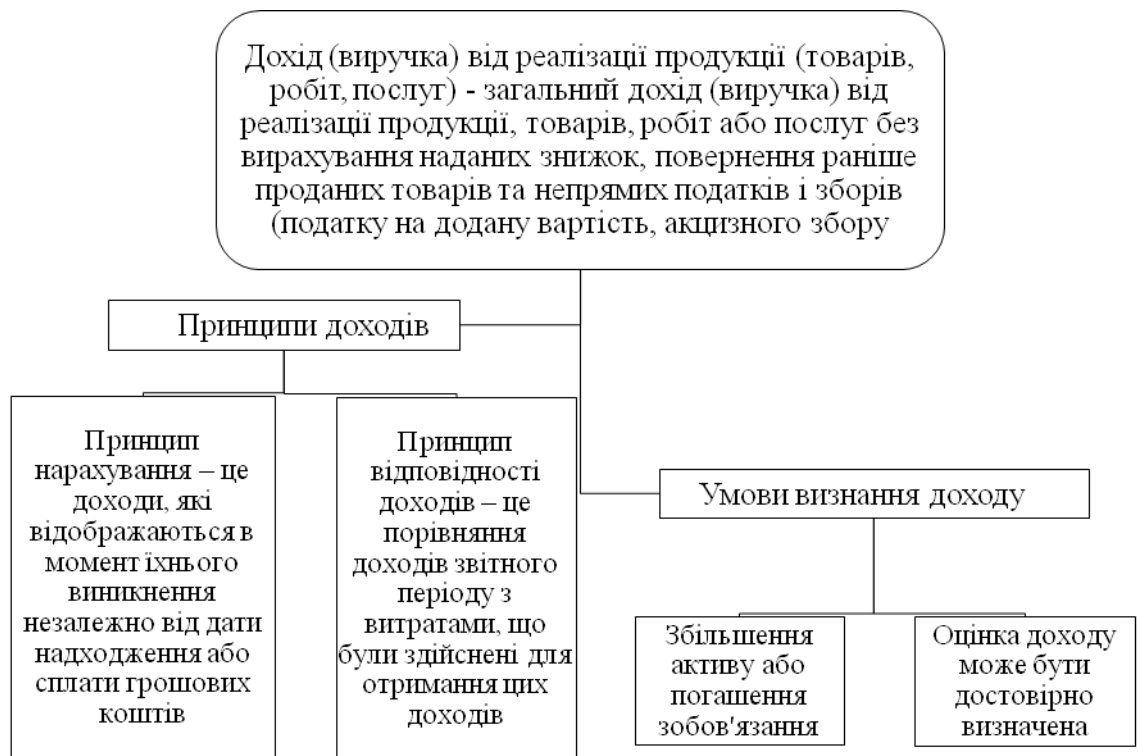 Дохід (виручка) від реалізації продукції (товарів,
робіт, послуг) - загальний дохід (виручка) від
реалізації продукції, товарів, робіт або послуг без
вирахування наданих знижок, повернення раніше
проданих товарів та непрямих податків і зборів
(податку на додану вартість, акцизного збору
Принципи доходів
Принцип
нарахування – це
доходи, які
відображаються в
момент їхнього
виникнення
незалежно від дати
надходження або
сплати грошових
коштів
Принцип
відповідності
доходів – це
порівняння
доходів звітного
періоду з
витратами, що
були здійснені для
отримання цих
доходів
Умови визнання доходу
Збільшення
активу або
погашення
зобов'язання
Оцінка доходу
може бути
достовірно
визначена